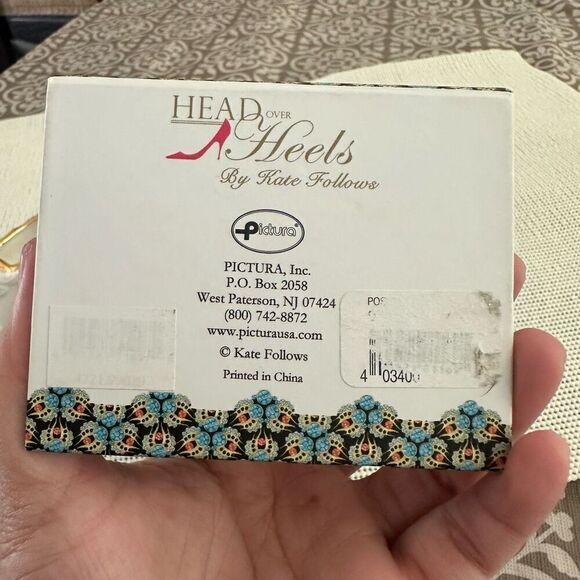 HEAD OVER
Heels
By Kate Follows
Pictura
PICTURA, Inc.
P.O. Box 2058
West Paterson, NJ 07424
(800) 742-8872
www.picturausa.com
© Kate Follows
Printed in China